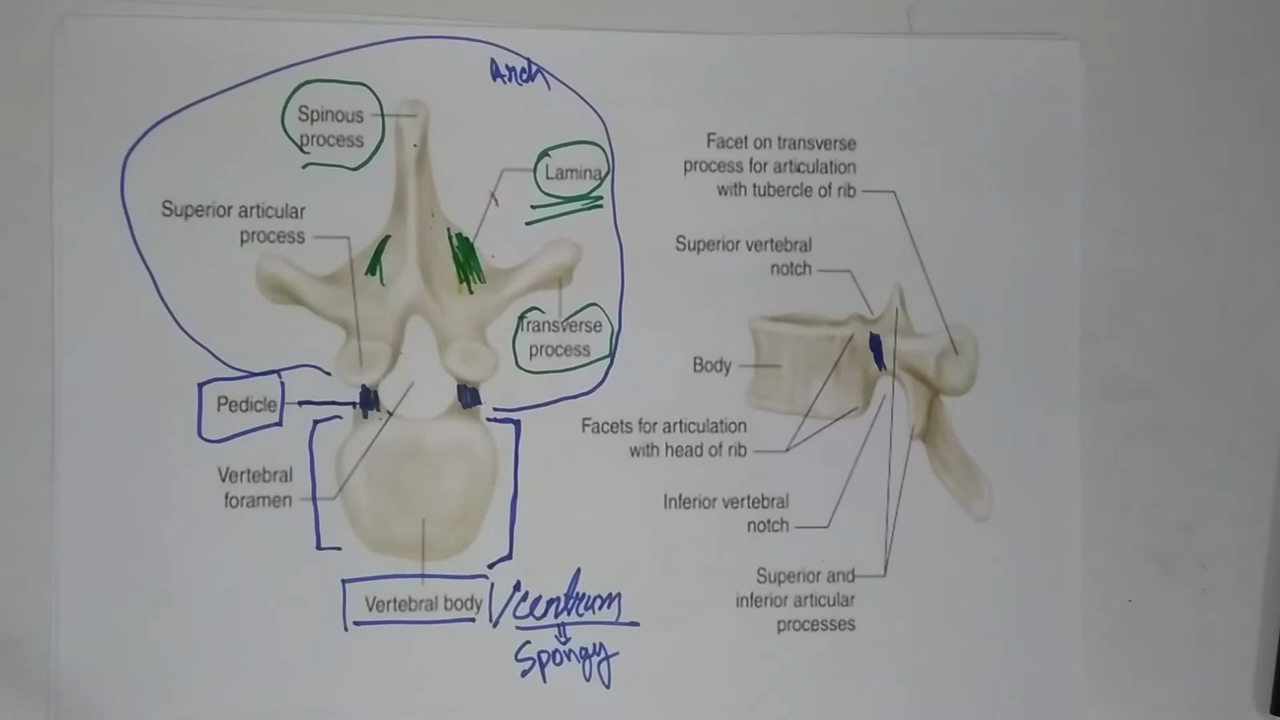 Arch
Spinous
process
Lamina
Superior articular
process
Transverse
process
Pedicle
Vertebral
foramen
Vertebral body / centrum
Spongy
Facet on transverse
process for articulation
with tubercle of rib
Superior vertebral
notch
Body
Facets for articulation
with head of rib
Inferior vertebral
notch
Superior and
inferior articular
processes